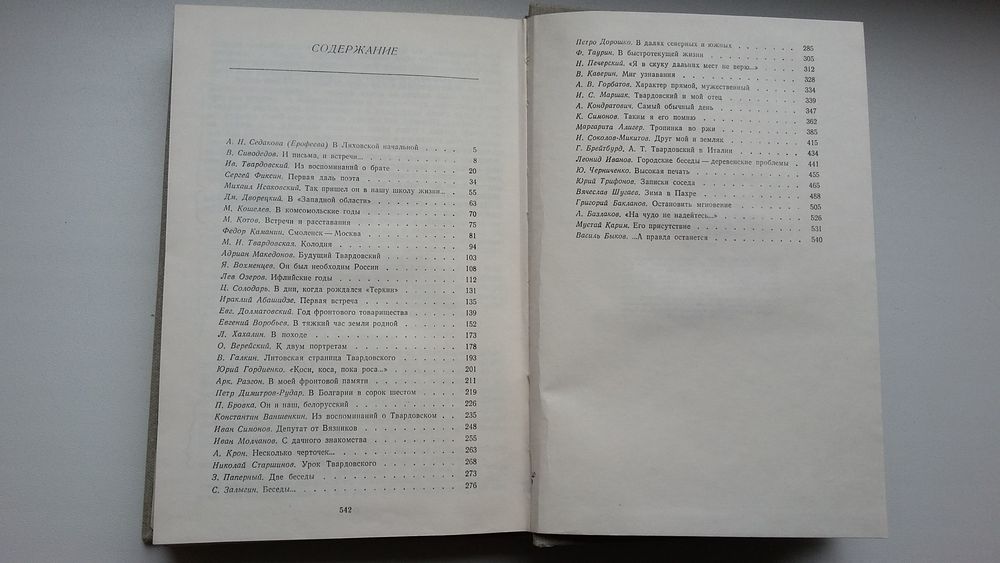 СОДЕРЖАНИЕ
А. И. Седакова (Ерофеева) В Ляховской начальной 5
В. Сиводедов. И письма, и встречи... 8
Ив. Твардовский. Из воспоминаний о брате 20
Сергей Фиксин. Первая даль поэта 34
Михаил Исаковский. Так пришел он в нашу школу жизни... 55
Дм. Дворецкий. В «Западной области» 63
М. Кошелев. В комсомольские годы 70
М. Котов. Встречи и расставания 75
Федор Каманин. Смоленск — Москва 81
М. И. Твардовская. Колодня 94
Адриан Македонов. Будущий Твардовский 103
Я. Вохменцев. Он был необходим России 108
Лев Озеров. Ифлийские годы 112
Ц. Солодарь. В дни, когда рождался «Теркин» 131
Ираклий Абашидзе. Первая встреча 135
Евг. Долматовский. Год фронтового товарищества 139
Евгений Воробьев. В тяжкий час земли родной 152
Л. Хахалин. В походе 173
О. Верейский. К двум портретам 178
В. Галкин. Литовская страница Твардовского 193
Юрий Гордиенко. «Коси, коса, пока роса...» 201
Арк. Разгон. В моей фронтовой памяти 211
Петр Димитров-Рудар. В Болгарии в сорок шестом 219
П. Бровка. Он и наш, белорусский 226
Константин Ваншенкин. Из воспоминаний о Твардовском 235
Иван Симонов. Депутат от Вязников 248
Иван Молчанов. С дачного знакомства 255
А. Крон. Несколько черточек... 263
Николай Старшинов. Урок Твардовского 268
З. Паперный. Две беседы 273
С. Залыгин. Беседы... 276
542
Петро Дорошко. В далях северных и южных 285
Ф. Таурин. В быстротекущей жизни 305
Н. Печерский. «Я в скуку дальних мест не верю...» 312
В. Каверин. Миг узнавания 328
А. В. Горбатов. Характер прямой, мужественный 334
И. С. Маршак. Твардовский и мой отец 339
А. Кондратович. Самый обычный день 347
К. Симонов. Таким я его помню 362
Маргарита Алигер. Тропинка во ржи 385
И. Соколов-Микитов. Друг мой и земляк 415
Г. Брейтбурд. А. Т. Твардовский в Италии 434
Леонид Иванов. Городские беседы — деревенские проблемы 441
Ю. Черниченко. Высокая печать 455
Юрий Трифонов. Записки соседа 465
Вячеслав Шугаев. Зима в Пахре 488
Григорий Бакланов. Остановить мгновение 505
Л. Базлаков. «На чудо не надейтесь...» 526
Мустай Карим. Его присутствие 531
Василь Быков. ...А правда останется 540